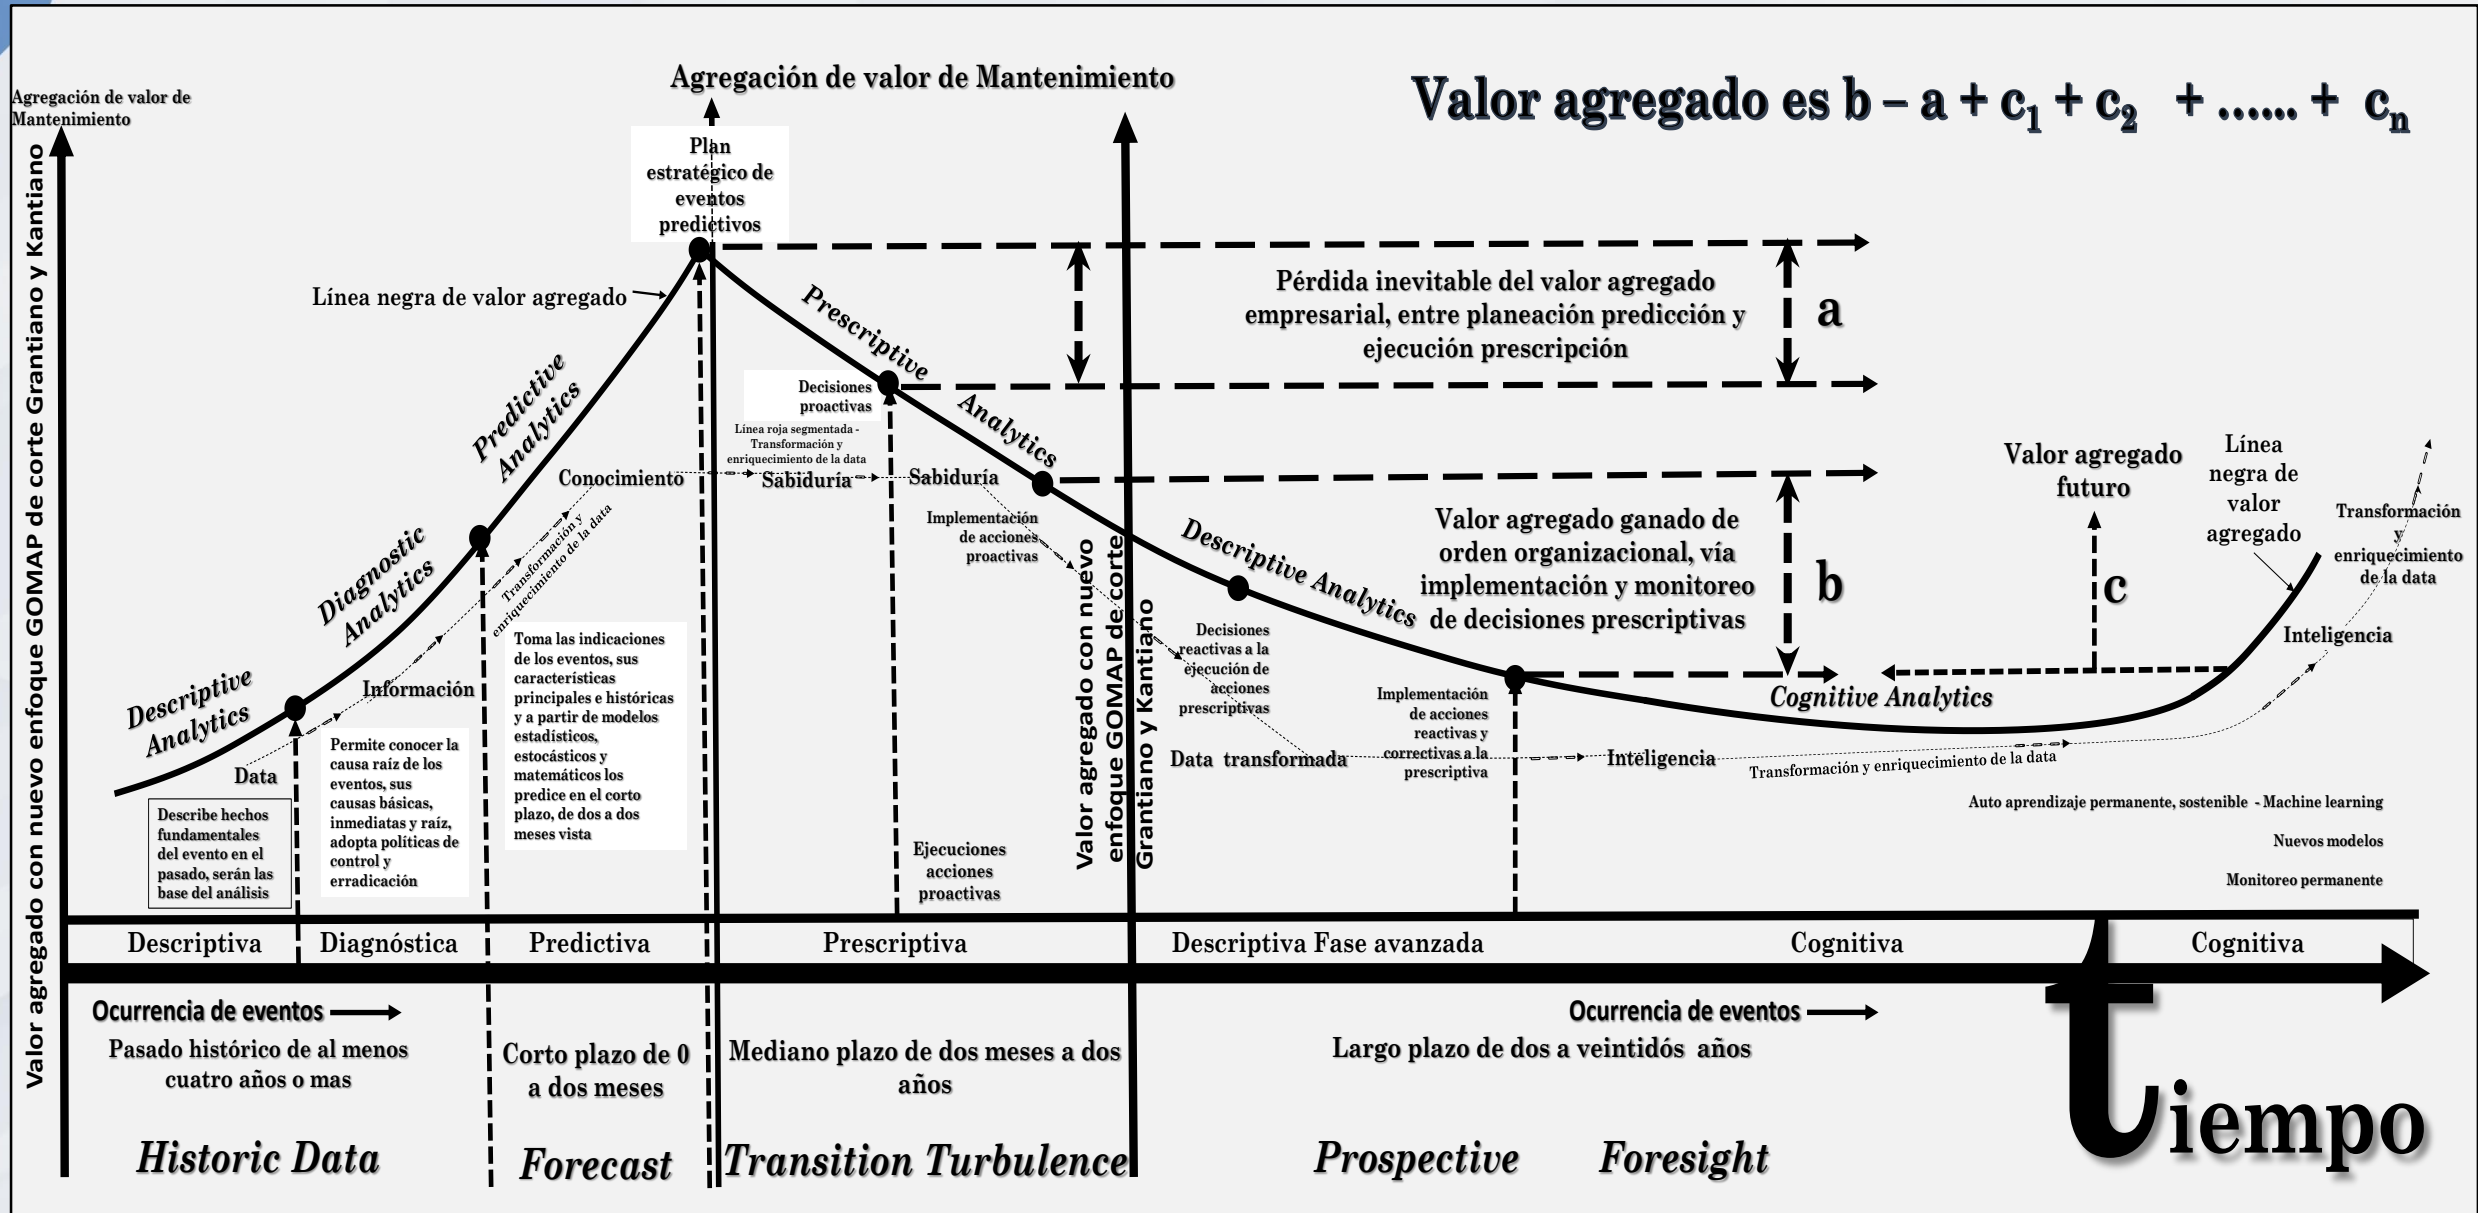 Agregación de valor de
Mantenimiento
Valor agregado con nuevo enfoque GOMAP de corte Grantiano y Kantiano
Agregación de valor de Mantenimiento
Valor agregado es b – a + c1 + c2 + ...... + cn
Plan
estratégico de
eventos
predictivos
Línea negra de valor agregado
Pérdida inevitable del valor agregado
empresarial, entre planeación predicción y
ejecución prescripción
a
Prescriptive
Analytics
Predictive
Analytics
Decisiones
proactivas
Línea roja segmentada -
Transformación y
enriquecimiento de la data
Conocimiento
Sabiduría
Sabiduría
Implementación
de acciones
proactivas
Valor agregado con nuevo
enfoque GOMAP de corte
Grantiano y Kantiano
Descriptive Analytics
Valor agregado ganado de
orden organizacional, vía
implementación y monitoreo
de decisiones prescriptivas
b
Valor agregado
futuro
c
Línea
negra de
valor
agregado
Transformación
y
enriquecimiento
de la data
Inteligencia
Diagnostic
Analytics
Transformación y
enriquecimiento de la data
Descriptive
Analytics
Data
Información
Describe hechos
fundamentales
del evento en el
pasado, serán las
base del análisis
Permite conocer la
causa raíz de los
eventos, sus
causas básicas,
inmediatas y raíz,
adopta políticas de
control y
erradicación
Toma las indicaciones
de los eventos, sus
características
principales e históricas
y a partir de modelos
estadísticos,
estocásticos y
matemáticos los
predice en el corto
plazo, de dos a dos
meses vista
Ejecuciones
acciones
proactivas
Decisiones
reactivas a la
ejecución de
acciones
prescriptivas
Data transformada
Implementación
de acciones
reactivas y
correctivas a la
prescriptiva
Inteligencia
Cognitive Analytics
Transformación y enriquecimiento de la data
Auto aprendizaje permanente, sostenible - Machine learning
Nuevos modelos
Monitoreo permanente
Descriptiva
Diagnóstica
Predictiva
Prescriptiva
Descriptiva Fase avanzada
Cognitiva
Cognitiva
Ocurrencia de eventos
Ocurrencia de eventos
Pasado histórico de al menos
cuatro años o mas
Corto plazo de 0
a dos meses
Mediano plazo de dos meses a dos
años
Largo plazo de dos a veintidós años
tiempo
Historic Data
Forecast
Transition Turbulence
Prospective Foresight